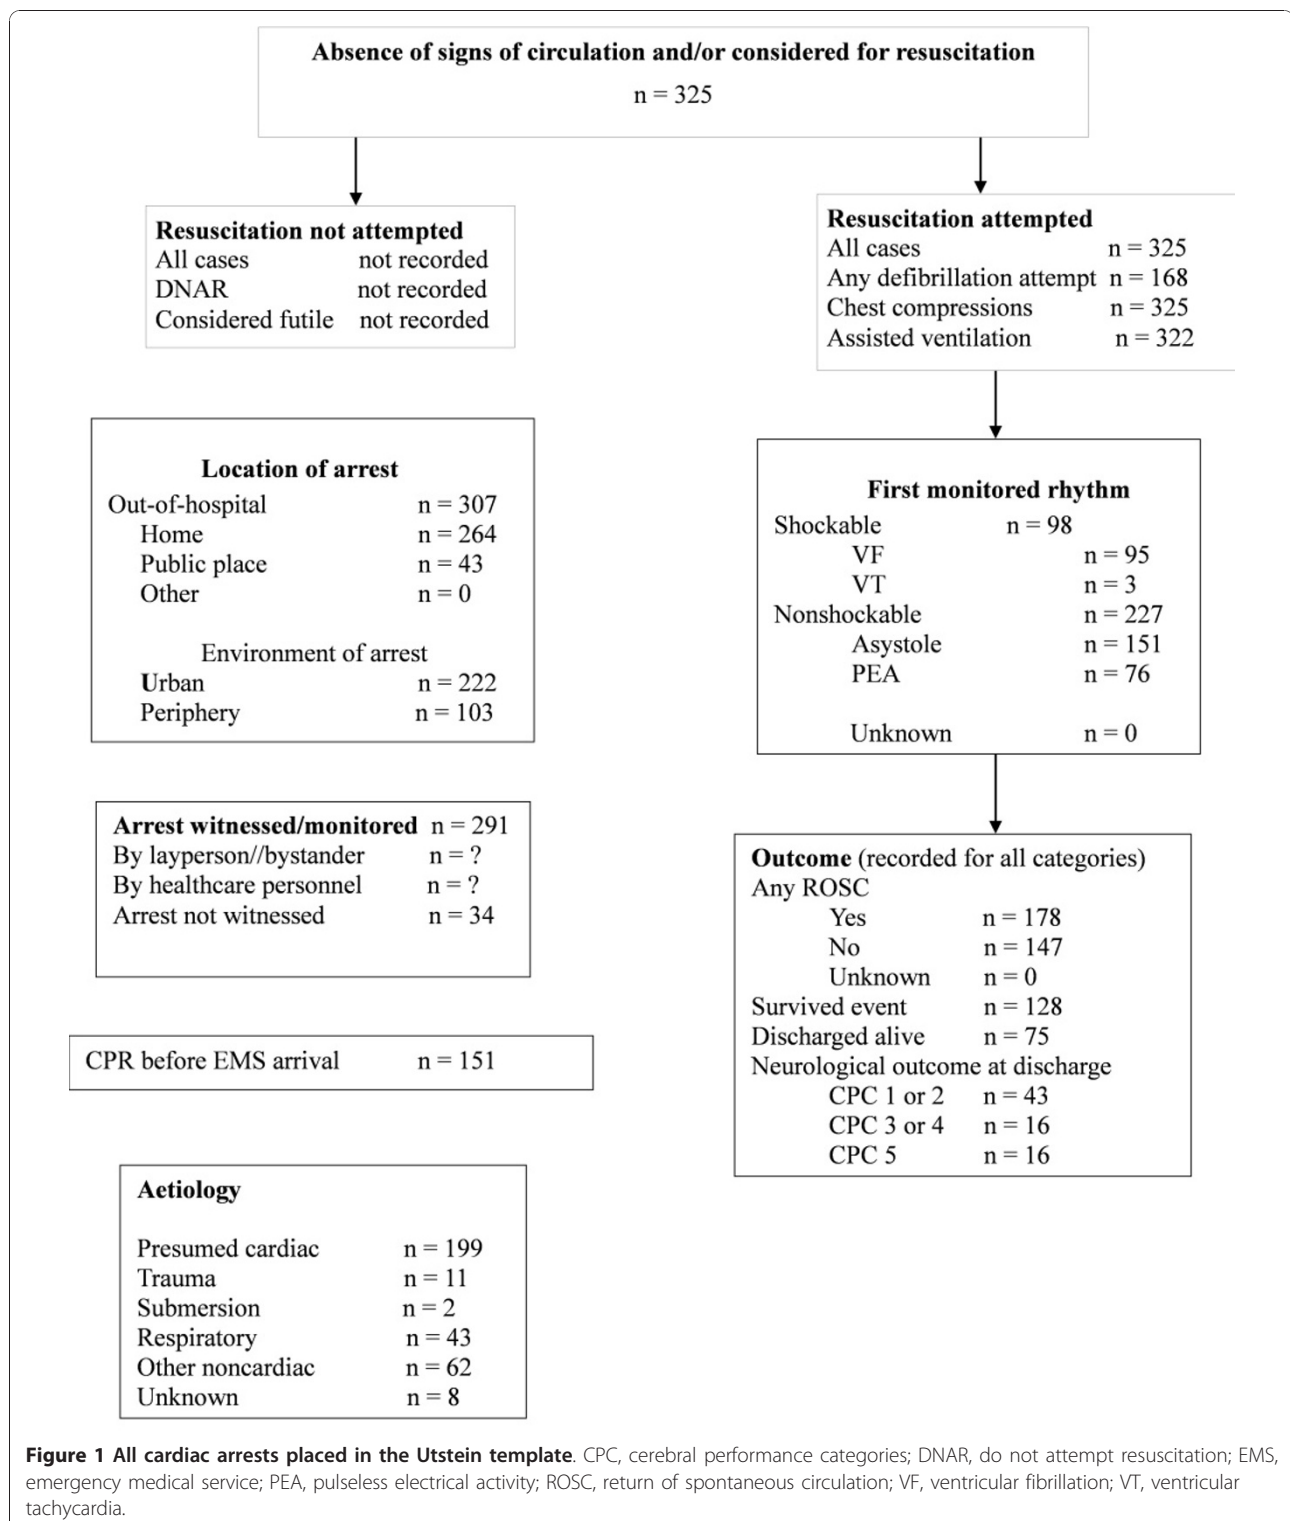 Absence of signs of circulation and/or considered for resuscitation
n = 325
Resuscitation not attempted
All cases not recorded
DNAR not recorded
Considered futile not recorded
Resuscitation attempted
All cases n = 325
Any defibrillation attempt n = 168
Chest compressions n = 325
Assisted ventilation n = 322
Location of arrest
Out-of-hospital n = 307
Home n = 264
Public place n = 43
Other n = 0
Environment of arrest
Urban n = 222
Periphery n = 103
First monitored rhythm
Shockable n = 98
VF n = 95
VT n = 3
Nonshockable n = 227
Asystole n = 151
PEA n = 76
Unknown n = 0
Arrest witnessed/monitored n = 291
By layperson//bystander n = ?
By healthcare personnel n = ?
Arrest not witnessed n = 34
CPR before EMS arrival n = 151
Outcome (recorded for all categories)
Any ROSC
Yes n = 178
No n = 147
Unknown n = 0
Survived event n = 128
Discharged alive n = 75
Neurological outcome at discharge
CPC 1 or 2 n = 43
CPC 3 or 4 n = 16
CPC 5 n = 16
Aetiology
Presumed cardiac n = 199
Trauma n = 11
Submersion n = 2
Respiratory n = 43
Other noncardiac n = 62
Unknown n = 8
Figure 1 All cardiac arrests placed in the Utstein template. CPC, cerebral performance categories; DNAR, do not attempt resuscitation; EMS,
emergency medical service; PEA, pulseless electrical activity; ROSC, return of spontaneous circulation; VF, ventricular fibrillation; VT, ventricular
tachycardia.